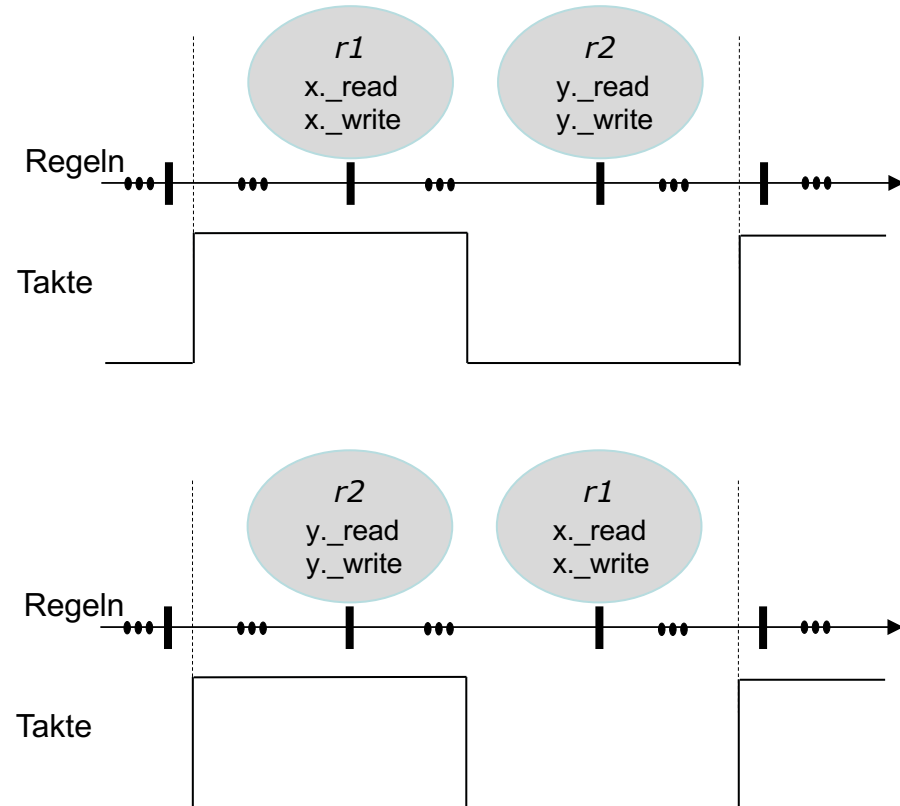 r1
x._read
x._write
r2
y._read
y._write
Regeln
Takte
r2
y._read
y._write
r1
x._read
x._write
Regeln
Takte